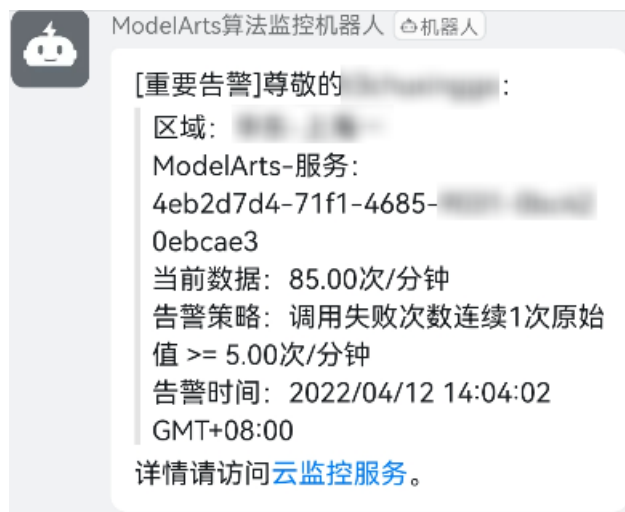 ModelArts算法监控机器人 机器人
[重要告警]尊敬的 :
区域：
ModelArts-服务：
4eb2d7d4-71f1-4685-
0ebcae3
当前数据：85.00次/分钟
告警策略：调用失败次数连续1次原始
值 >= 5.00次/分钟
告警时间：2022/04/12 14:04:02
GMT+08:00
详情请访问云监控服务。